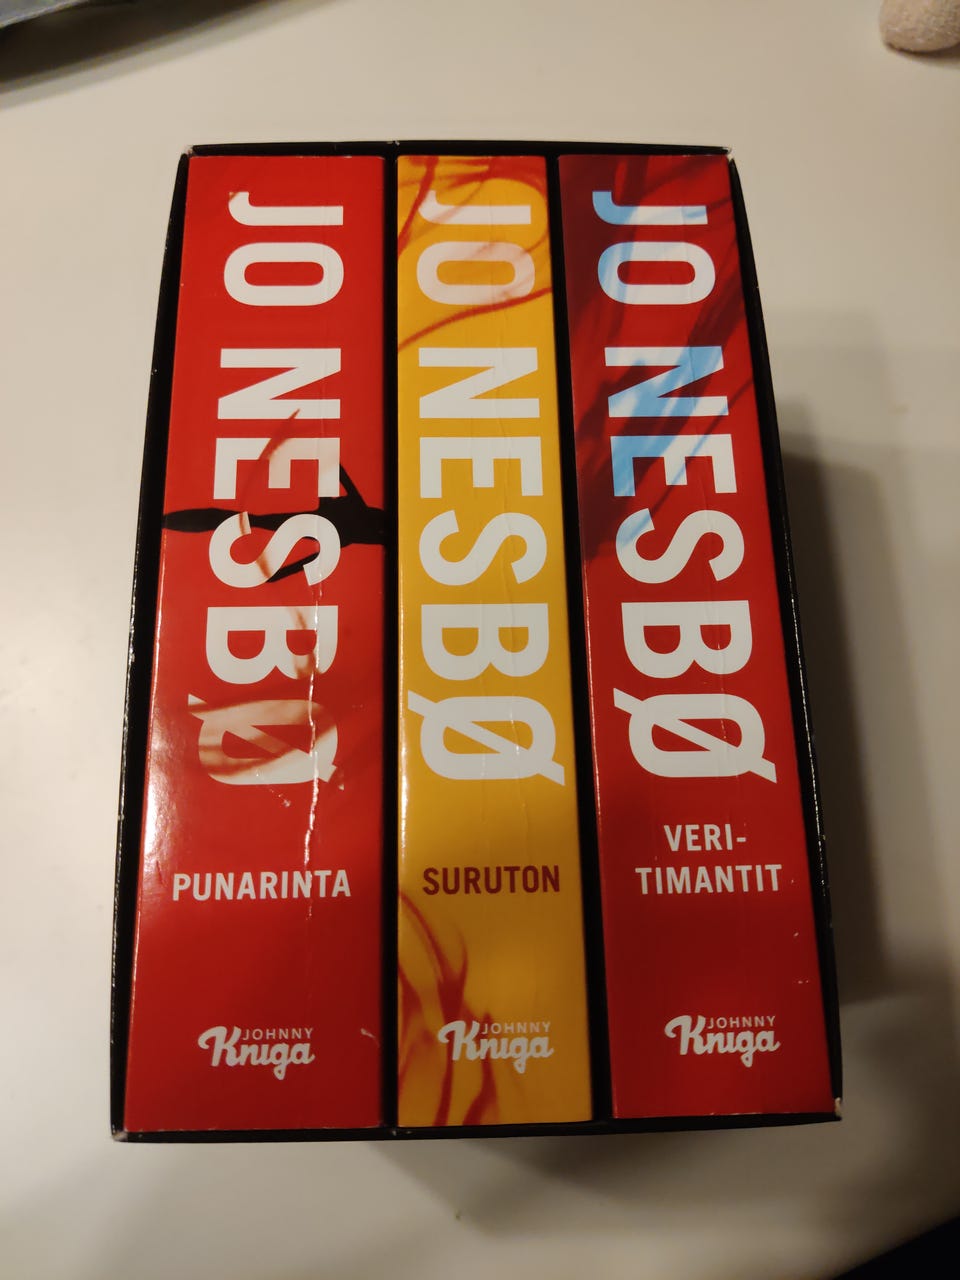 JO NESBØ
PUNARINTA
JOHNNY
Kniga
JO NESBØ
SURUTON
JOHNNY
Kniga
JO NESBØ
VERI-
TIMANTIT
JOHNNY
Kniga